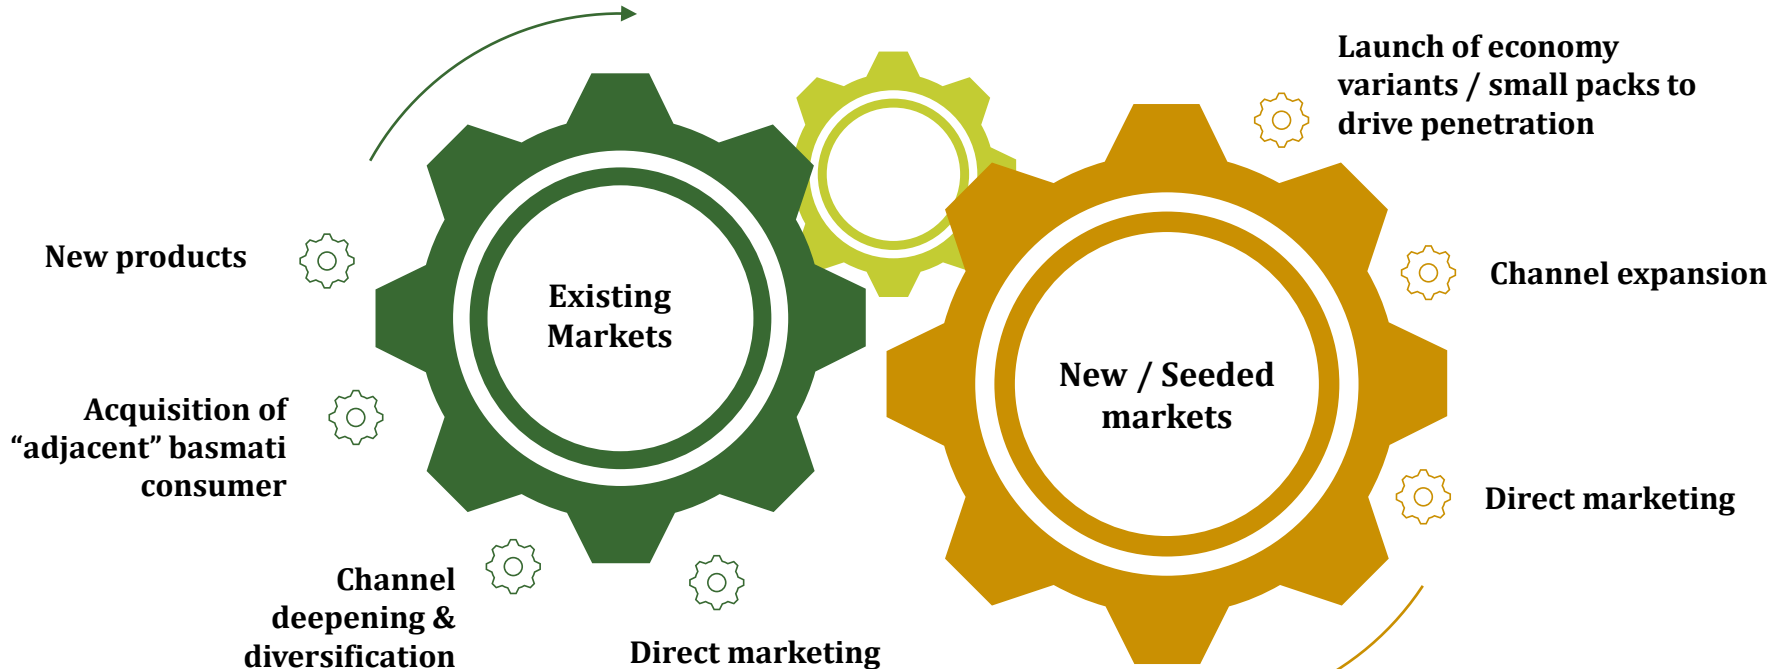 New products
Acquisition of
“adjacent” basmati
consumer
Channel
deepening &
diversification
Direct marketing
Existing
Markets
New / Seeded
markets
Launch of economy
variants / small packs to
drive penetration
Channel expansion
Direct marketing